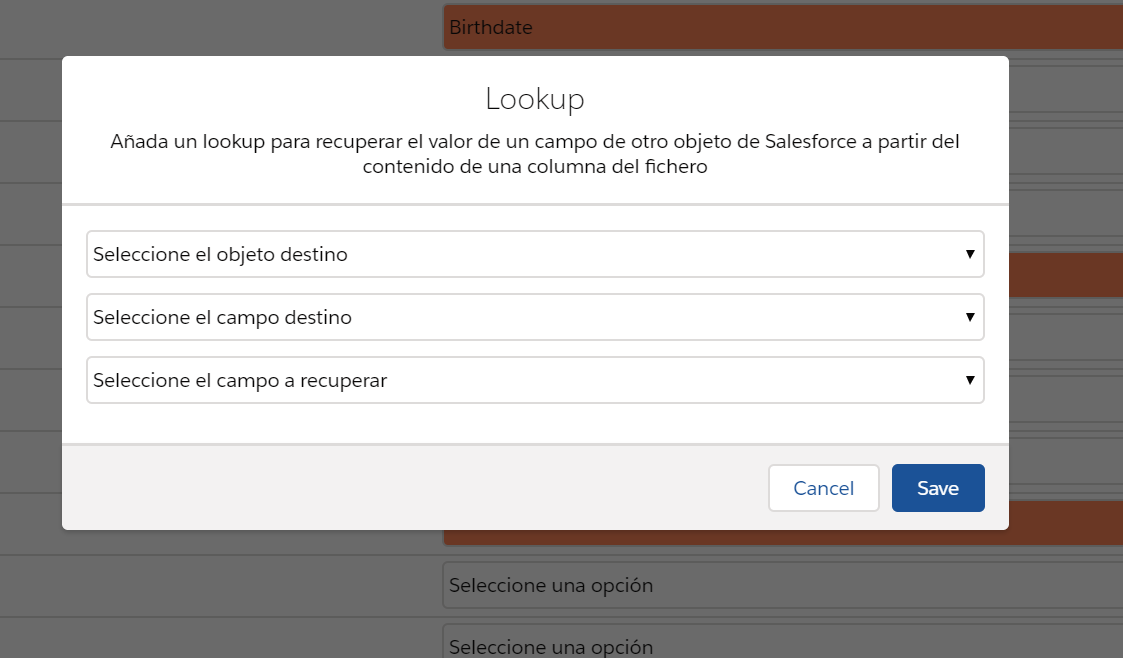 Birthdate
Lookup
Añada un lookup para recuperar el valor de un campo de otro objeto de Salesforce a partir del
contenido de una columna del fichero
Seleccione el objeto destino
Seleccione el campo destino
Seleccione el campo a recuperar
Cancel Save
Seleccione una opción
Seleccione una opción